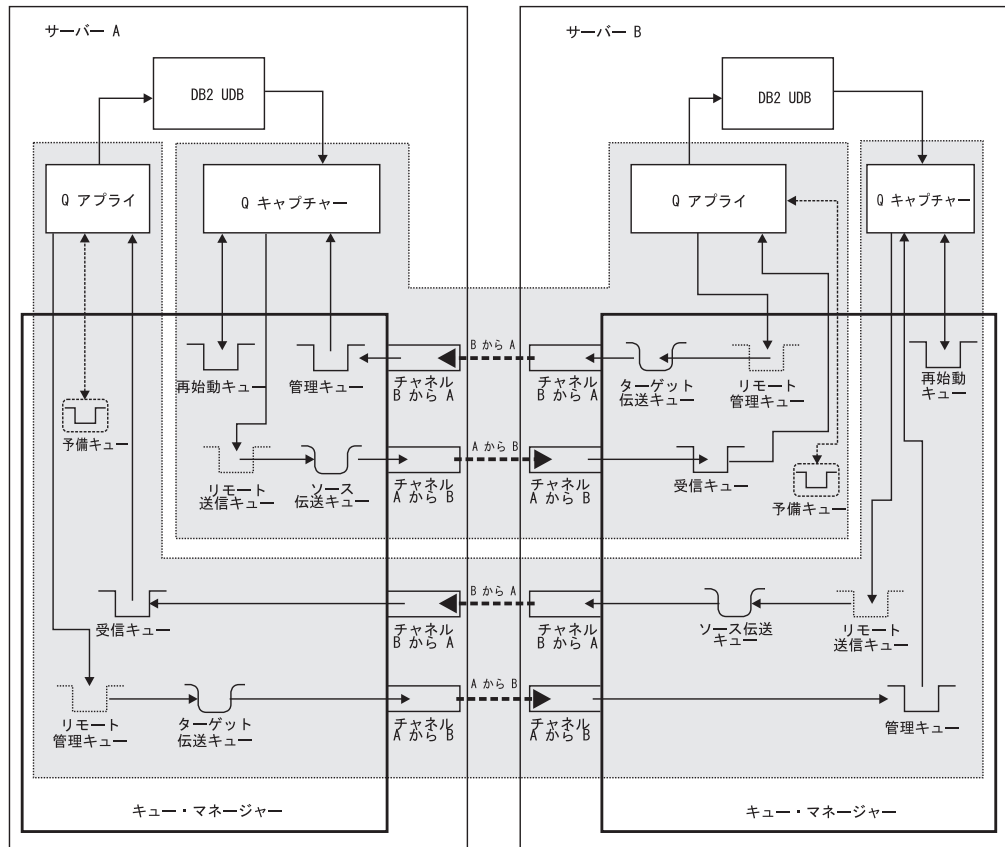 サーバー A
サーバー B
DB2 UDB
DB2 UDB
Q アプライ
Q キャプチャー
Q アプライ
Q キャプチャー
B から A
再始動キュー
管理キュー
チャネル
B から A
チャネル
B から A
ターゲット
伝送キュー
リモート
管理キュー
再始動
キュー
予備キュー
A から B
リモート
送信キュー
ソース
伝送キュー
チャネル
A から B
チャネル
A から B
受信キュー
予備キュー
B から A
受信キュー
チャネル
B から A
チャネル
B から A
ソース伝送
キュー
リモート
送信キュー
A から B
リモート
管理キュー
ターゲット
伝送キュー
チャネル
A から B
チャネル
A から B
管理キュー
キュー・マネージャー
キュー・マネージャー